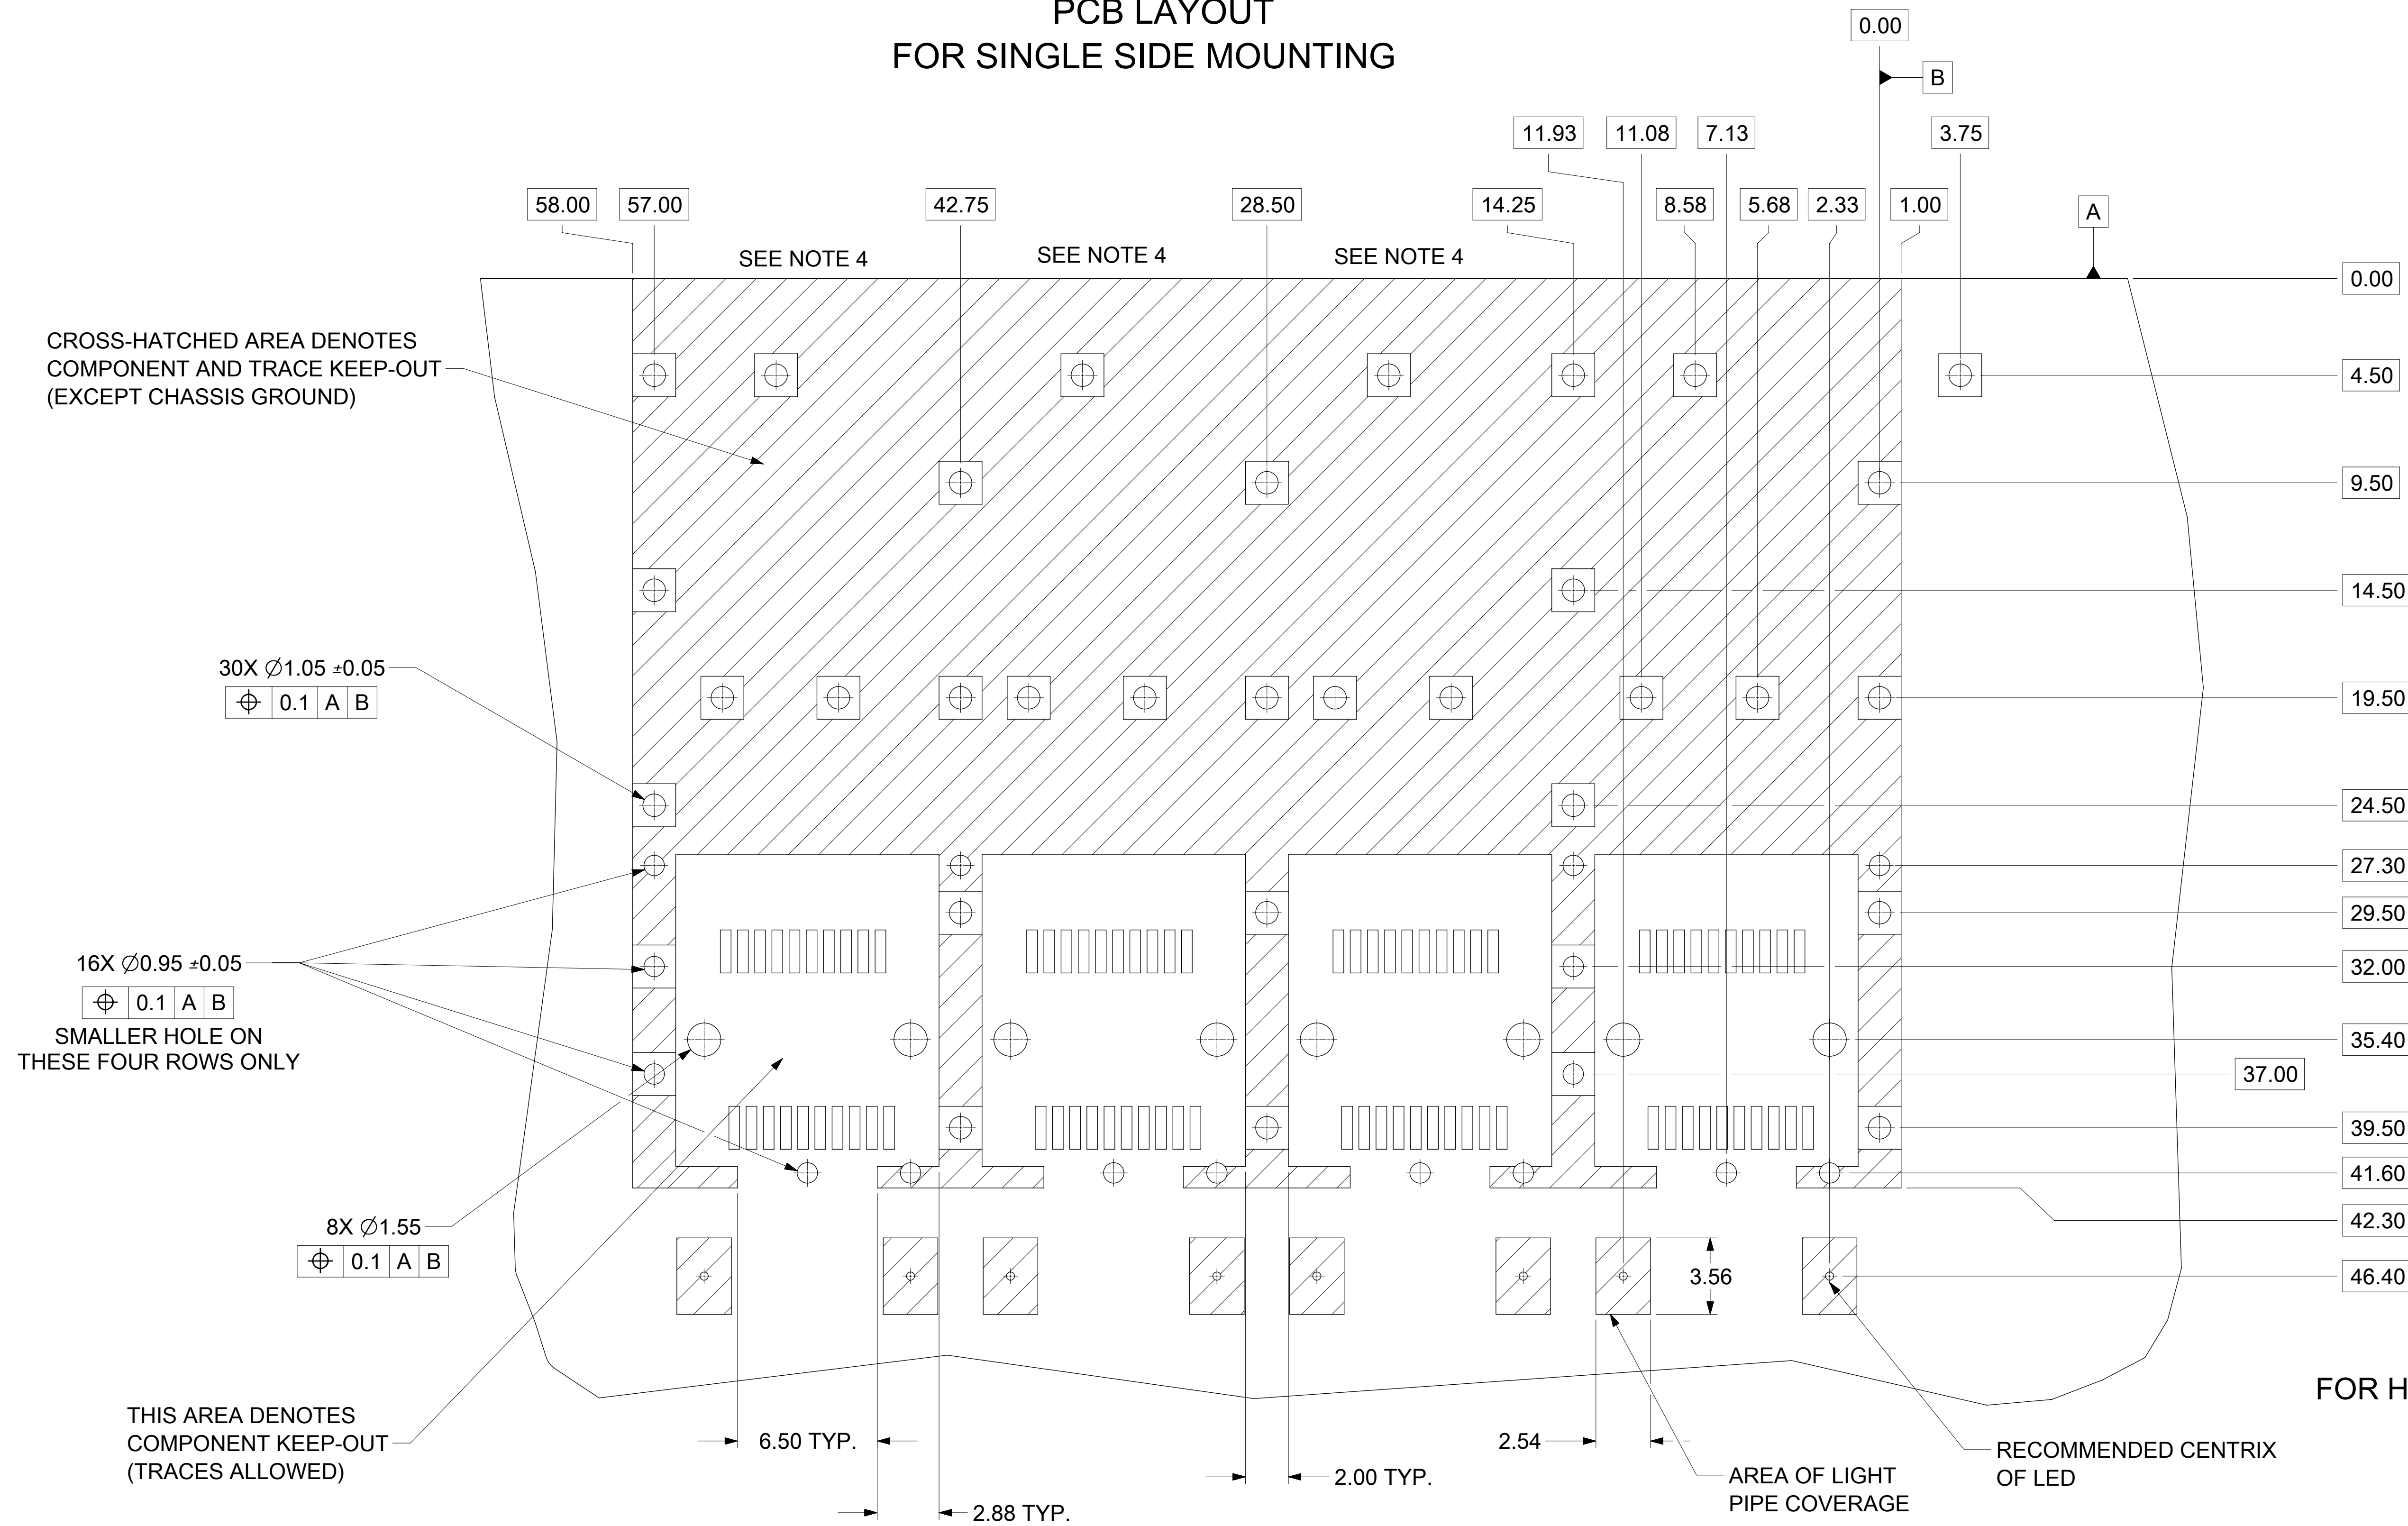 PCB LAYOUT
FOR SINGLE SIDE MOUNTING
0.00
B
11.93
11.08
7.13
3.75
58.00
57.00
42.75
28.50
14.25
8.58
5.68
2.33
1.00
A
SEE NOTE 4
SEE NOTE 4
SEE NOTE 4
0.00
CROSS-HATCHED AREA DENOTES
COMPONENT AND TRACE KEEP-OUT
(EXCEPT CHASSIS GROUND)
4.50
9.50
14.50
30X ∅1.05 ±0.05
⌖ 0.1 A B
19.50
24.50
27.30
29.50
16X ∅0.95 ±0.05
⌖ 0.1 A B
SMALLER HOLE ON
THESE FOUR ROWS ONLY
32.00
35.40
37.00
39.50
41.60
8X ∅1.55
⌖ 0.1 A B
42.30
46.40
3.56
FOR H
THIS AREA DENOTES
COMPONENT KEEP-OUT
(TRACES ALLOWED)
6.50 TYP.
2.54
2.00 TYP.
2.88 TYP.
AREA OF LIGHT
PIPE COVERAGE
RECOMMENDED CENTRIX
OF LED